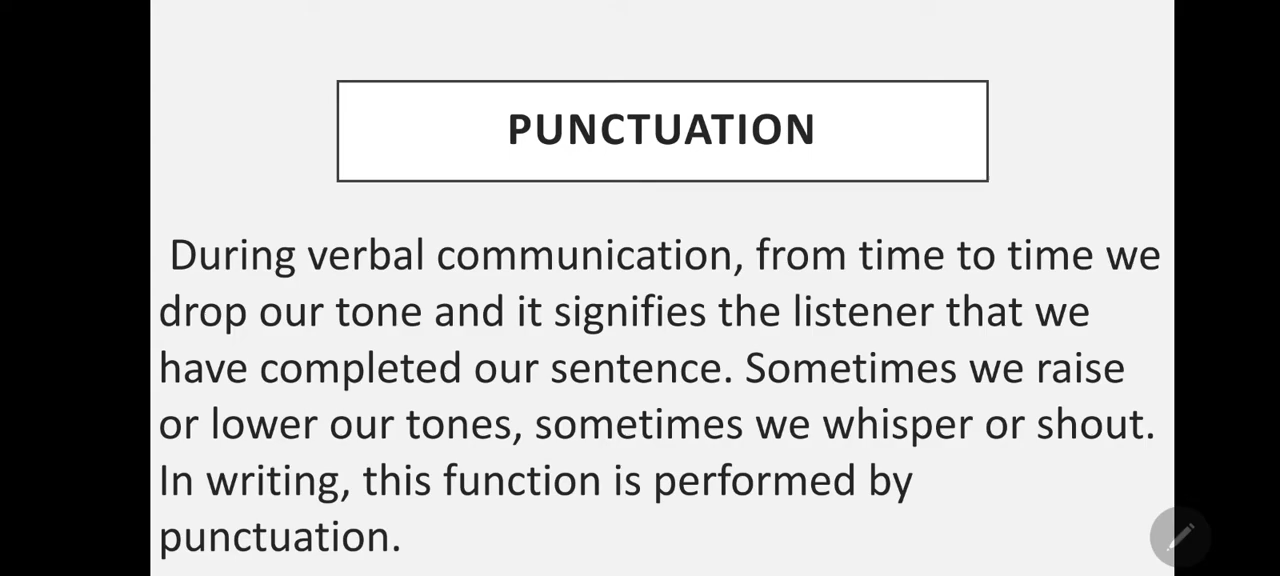 PUNCTUATION
During verbal communication, from time to time we
drop our tone and it signifies the listener that we
have completed our sentence. Sometimes we raise
or lower our tones, sometimes we whisper or shout.
In writing, this function is performed by
punctuation.